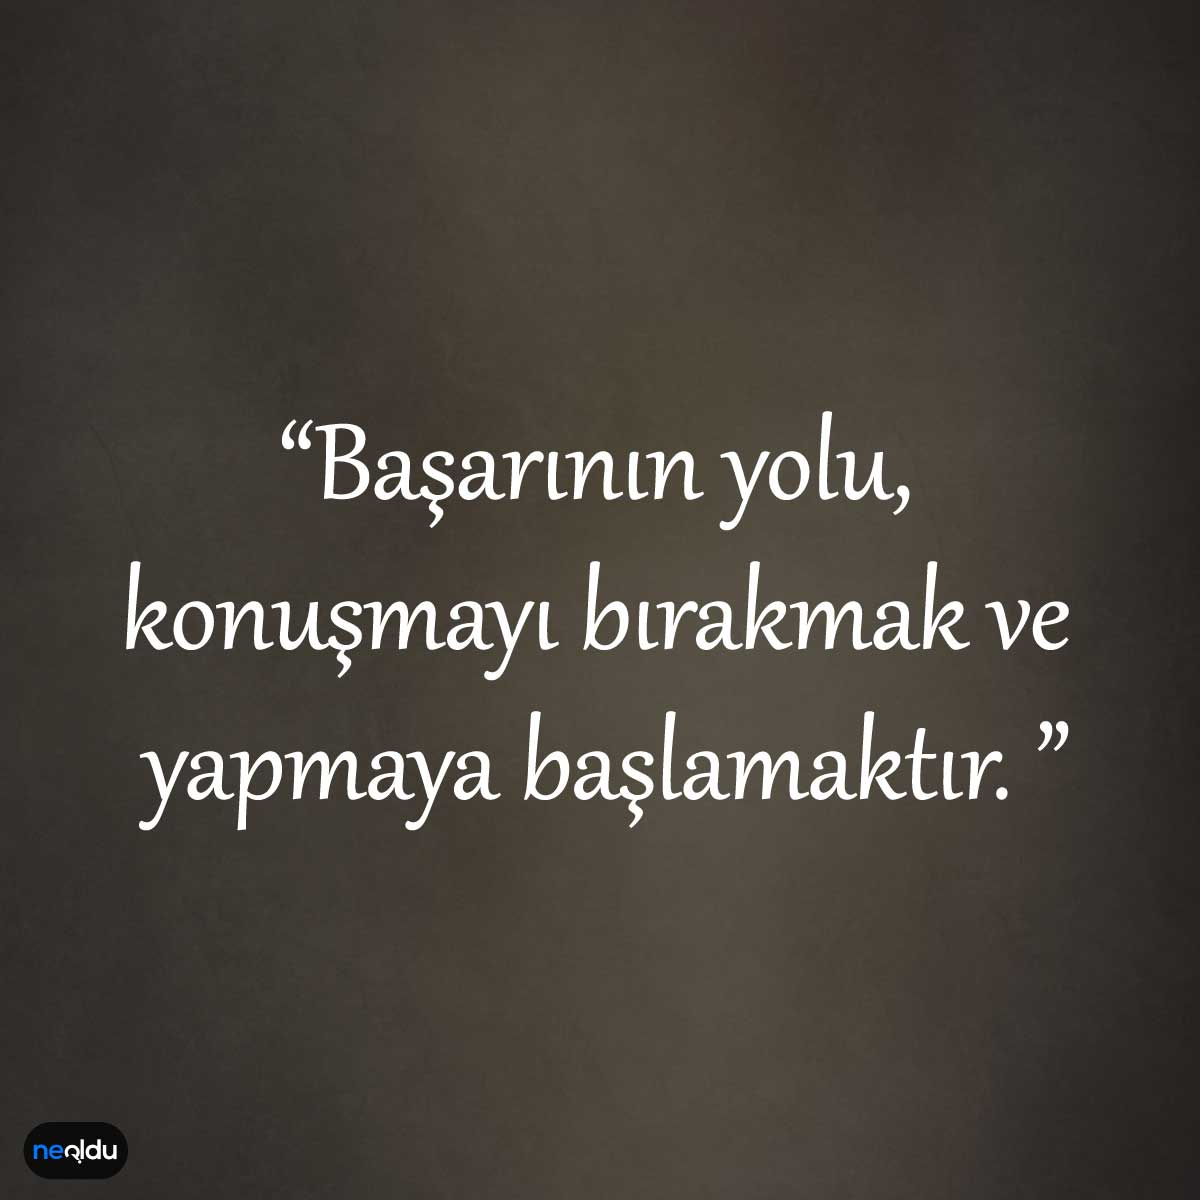 “Başarının yolu,
konuşmayı bırakmak ve
yapmaya başlamaktır. ”
neoldu